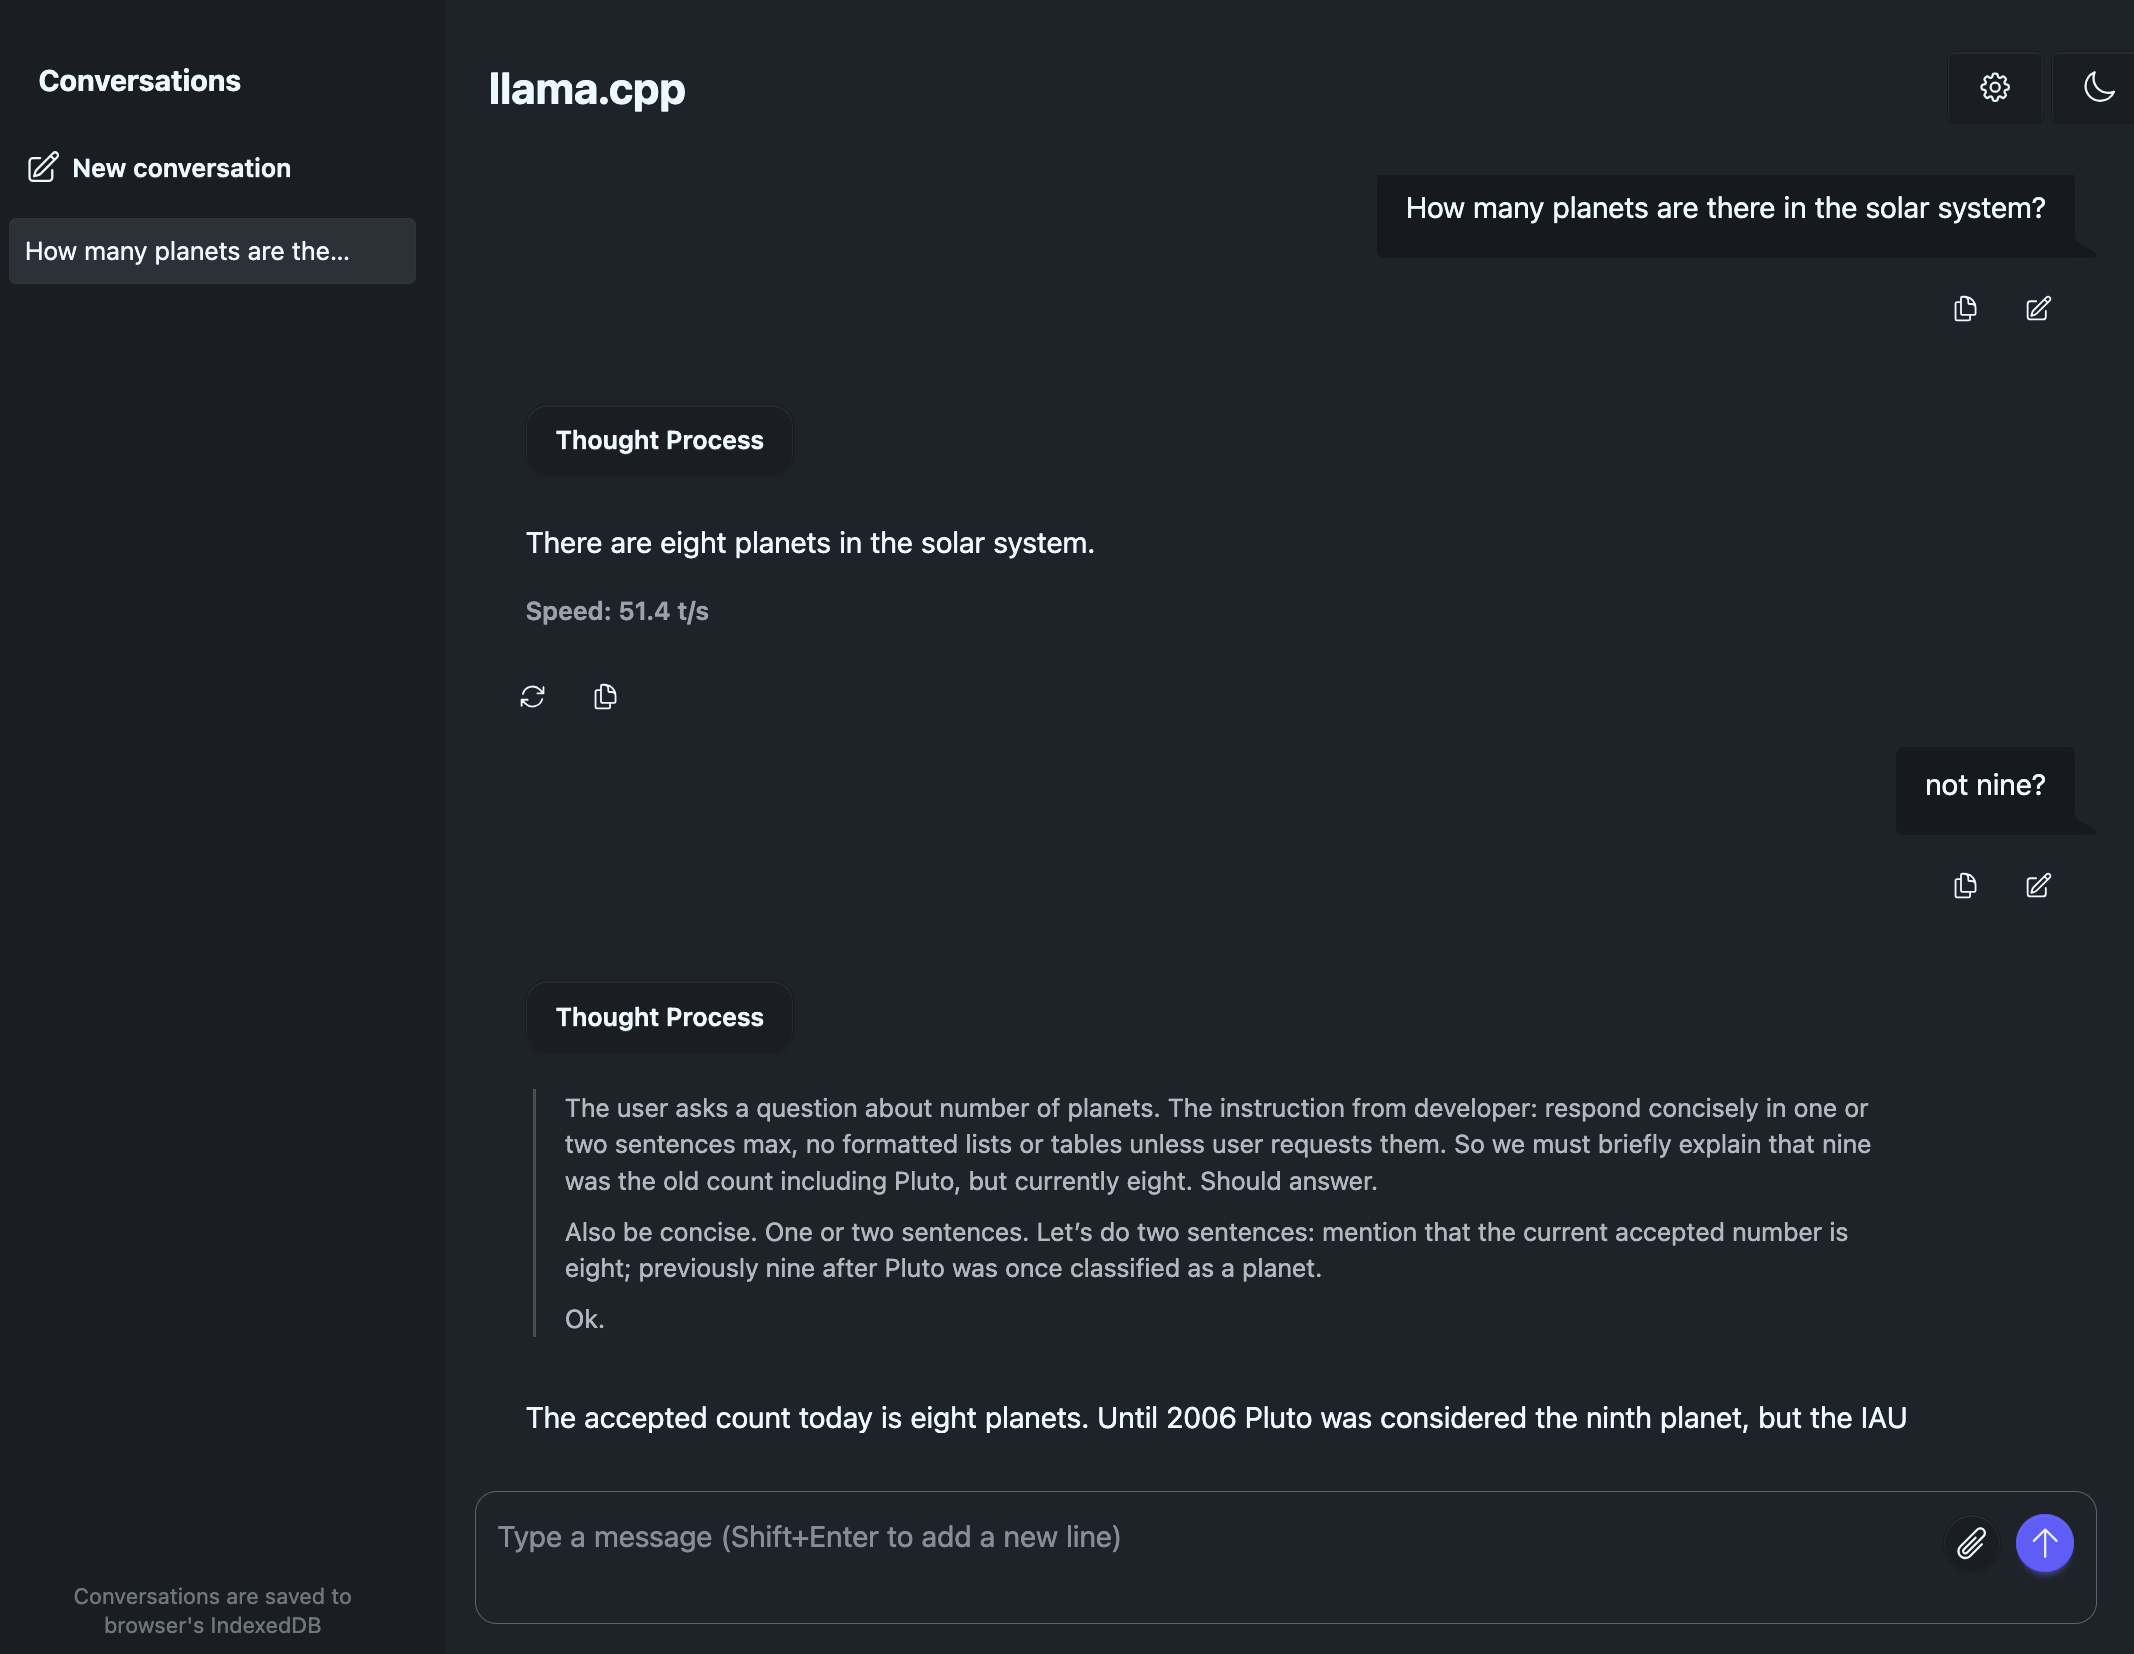 Conversations
New conversation
How many planets are the...
Conversations are saved to
browser's IndexedDB
llama.cpp
How many planets are there in the solar system?
Thought Process
There are eight planets in the solar system.
Speed: 51.4 t/s
not nine?
Thought Process
The user asks a question about number of planets. The instruction from developer: respond concisely in one or
two sentences max, no formatted lists or tables unless user requests them. So we must briefly explain that nine
was the old count including Pluto, but currently eight. Should answer.
Also be concise. One or two sentences. Let’s do two sentences: mention that the current accepted number is
eight; previously nine after Pluto was once classified as a planet.
Ok.
The accepted count today is eight planets. Until 2006 Pluto was considered the ninth planet, but the IAU
Type a message (Shift+Enter to add a new line)